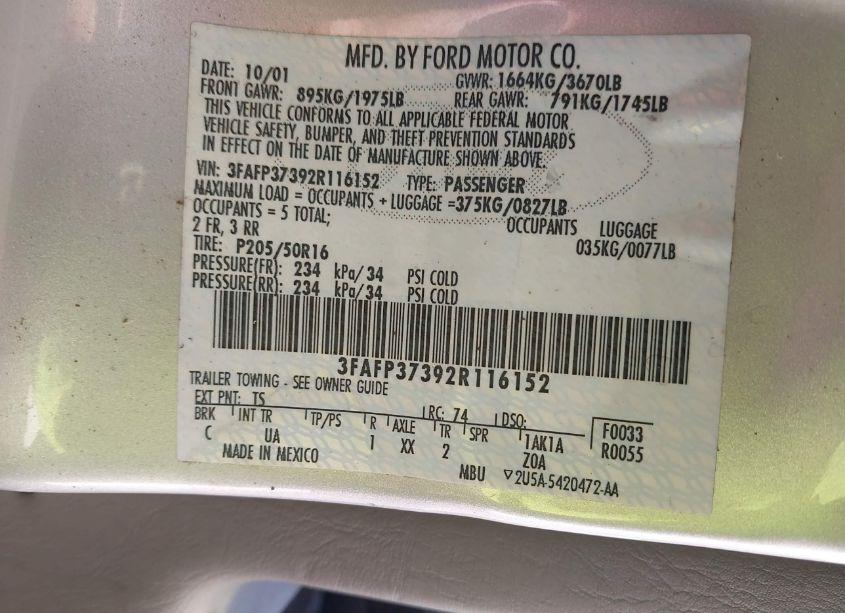 MFD. BY FORD MOTOR CO.
DATE: 10/01 GVWR: 1664KG/3670LB
FRONT GAWR: 895KG/1975LB REAR GAWR: 791KG/1745LB
THIS VEHICLE CONFORMS TO ALL APPLICABLE FEDERAL MOTOR
VEHICLE SAFETY, BUMPER, AND THEFT PREVENTION STANDARDS
IN EFFECT ON THE DATE OF MANUFACTURE SHOWN ABOVE.
VIN: 3FAFP37392R116152 TYPE: PASSENGER
MAXIMUM LOAD = OCCUPANTS + LUGGAGE =375KG/0827LB
OCCUPANTS = 5 TOTAL; OCCUPANTS LUGGAGE
2 FR, 3 RR 035KG/0077LB
TIRE: P205/50R16
PRESSURE(FR): 234 kPa/34 PSI COLD
PRESSURE(RR): 234 kPa/34 PSI COLD
3FAFP37392R116152
TRAILER TOWING - SEE OWNER GUIDE
EXT PNT: TS RC: 74 DSO: F0033
BRK INT TR TP/PS R AXLE TR SPR 1AK1A R0055
C UA 1 XX 2 Z0A
MADE IN MEXICO MBU ▽2U5A-5420472-AA